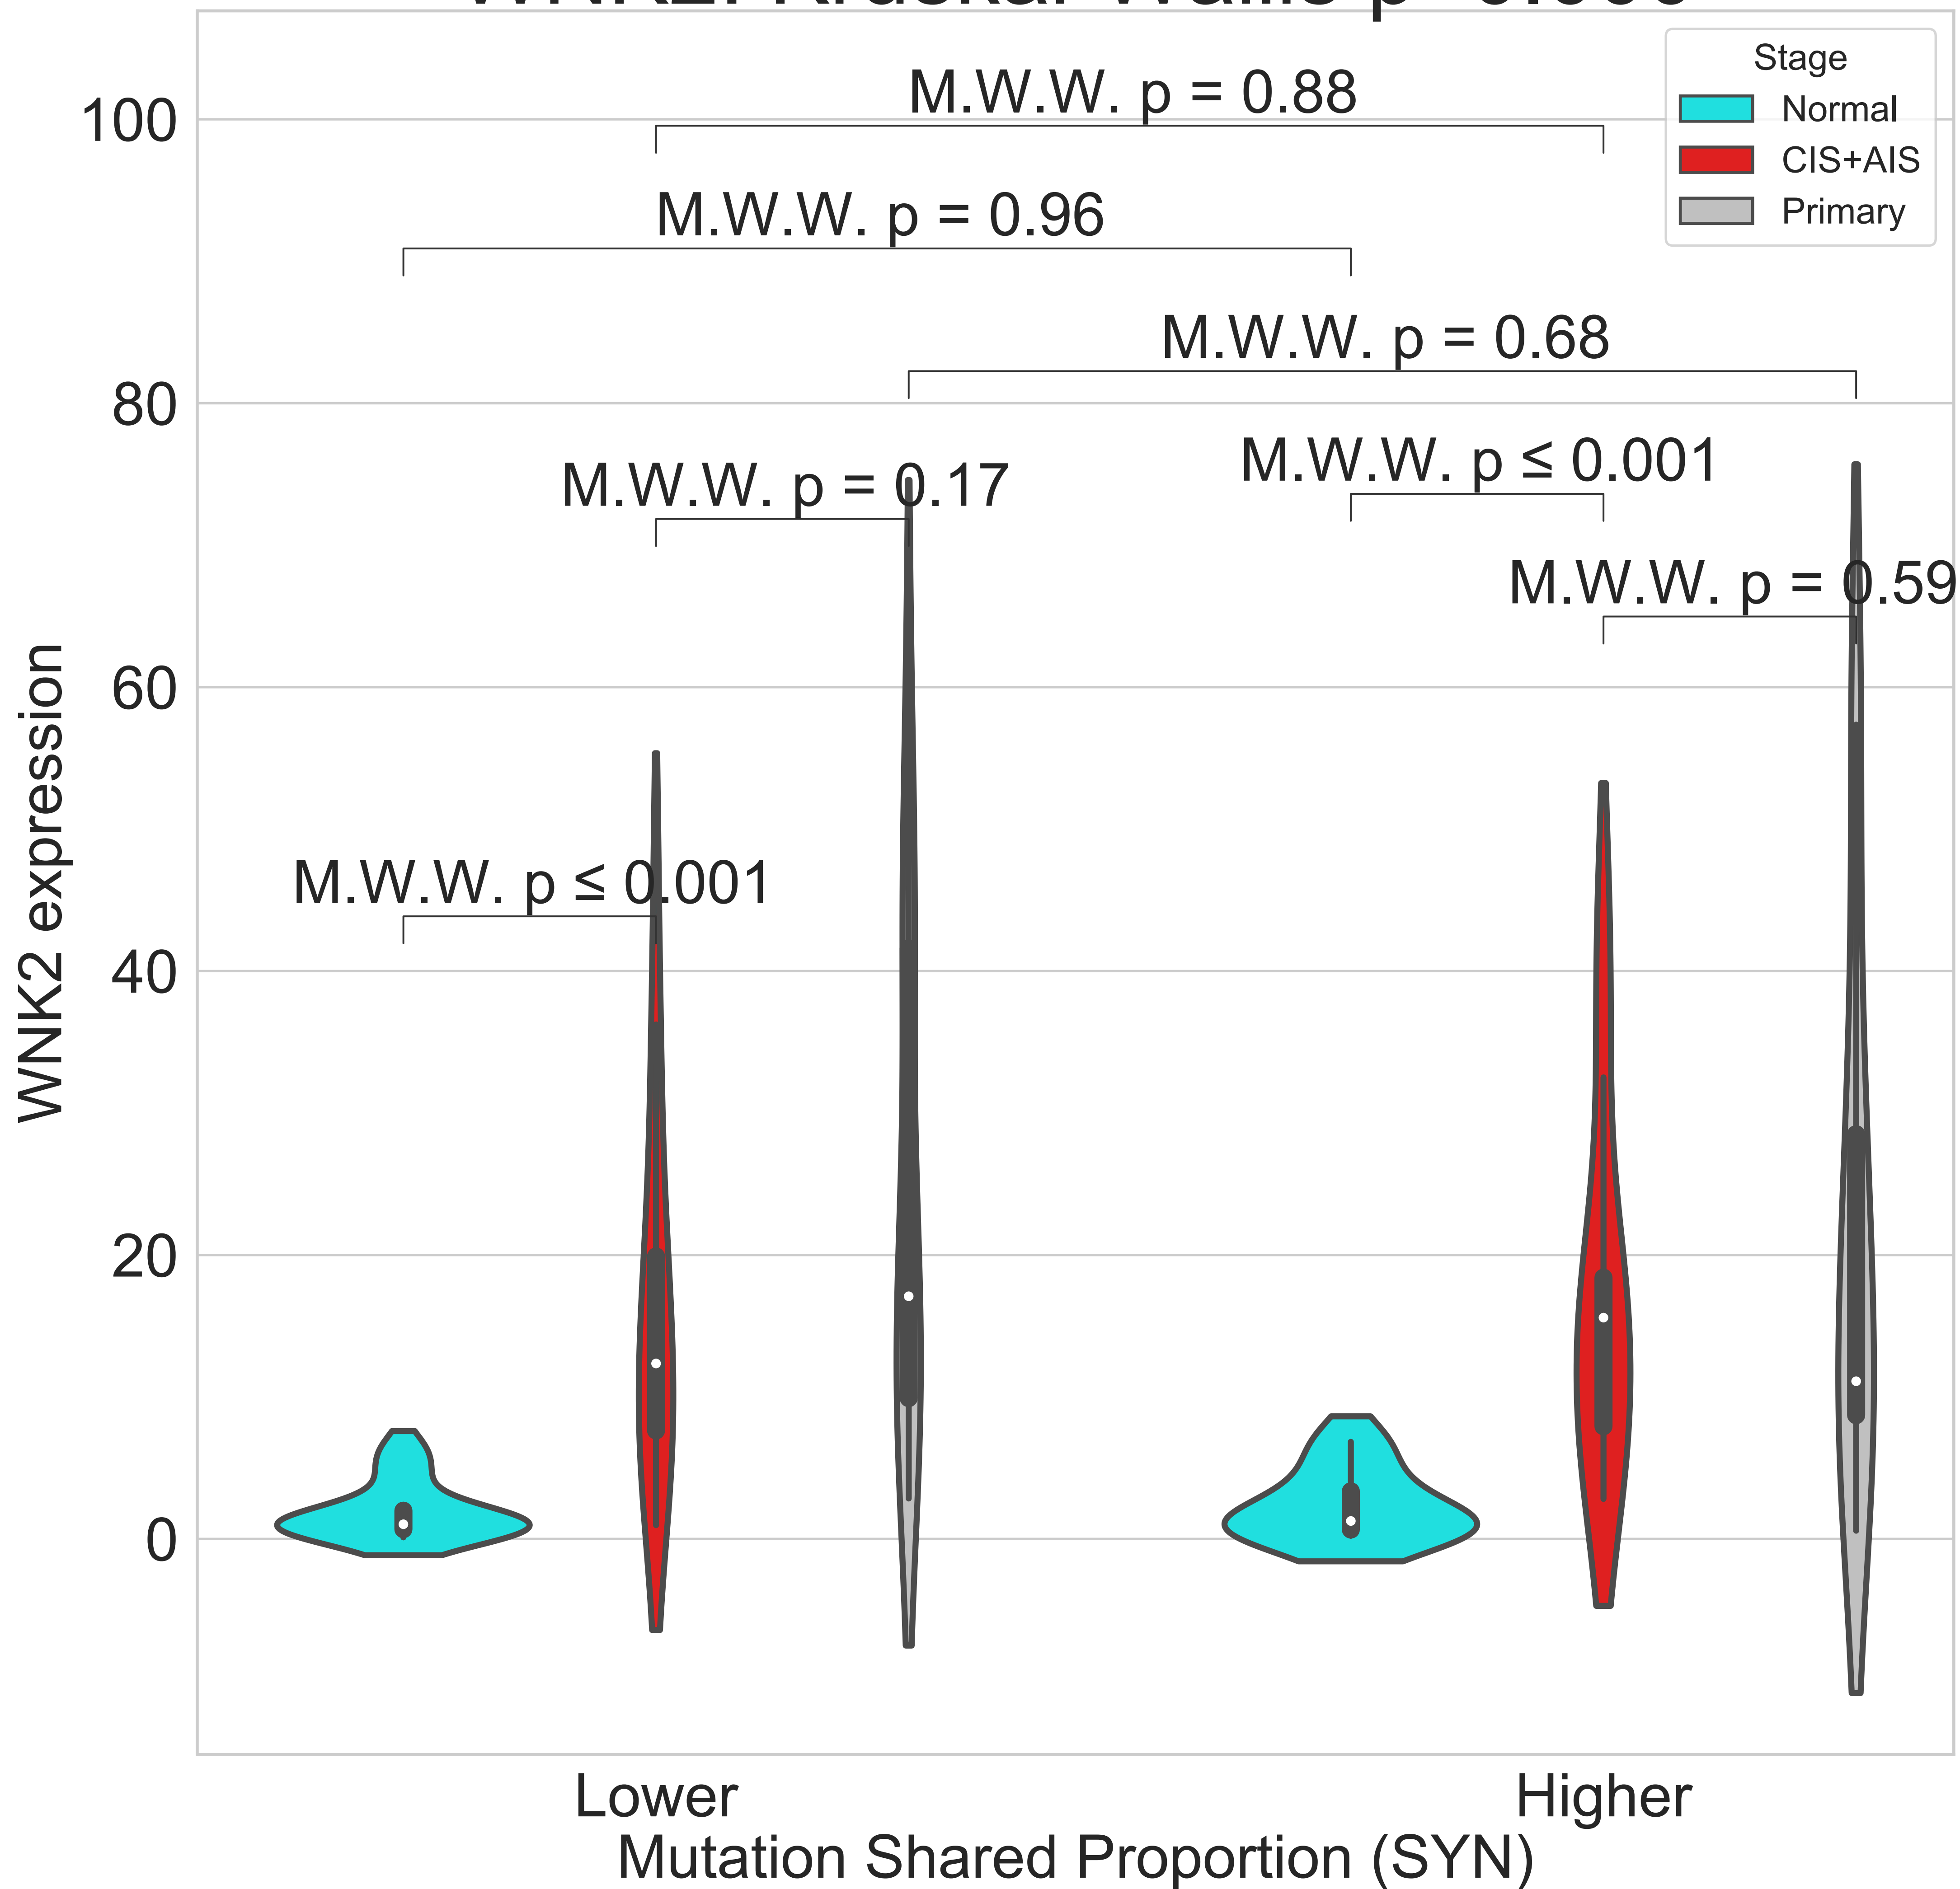 Stage
Normal
CIS+AIS
Primary
M.W.W. p = 0.88
M.W.W. p = 0.96
M.W.W. p = 0.68
M.W.W. p ≤ 0.001
M.W.W. p = 0.17
M.W.W. p = 0.59
M.W.W. p ≤ 0.001
100
80
60
40
20
0
WNK2 expression
Lower
Higher
Mutation Shared Proportion (SYN)